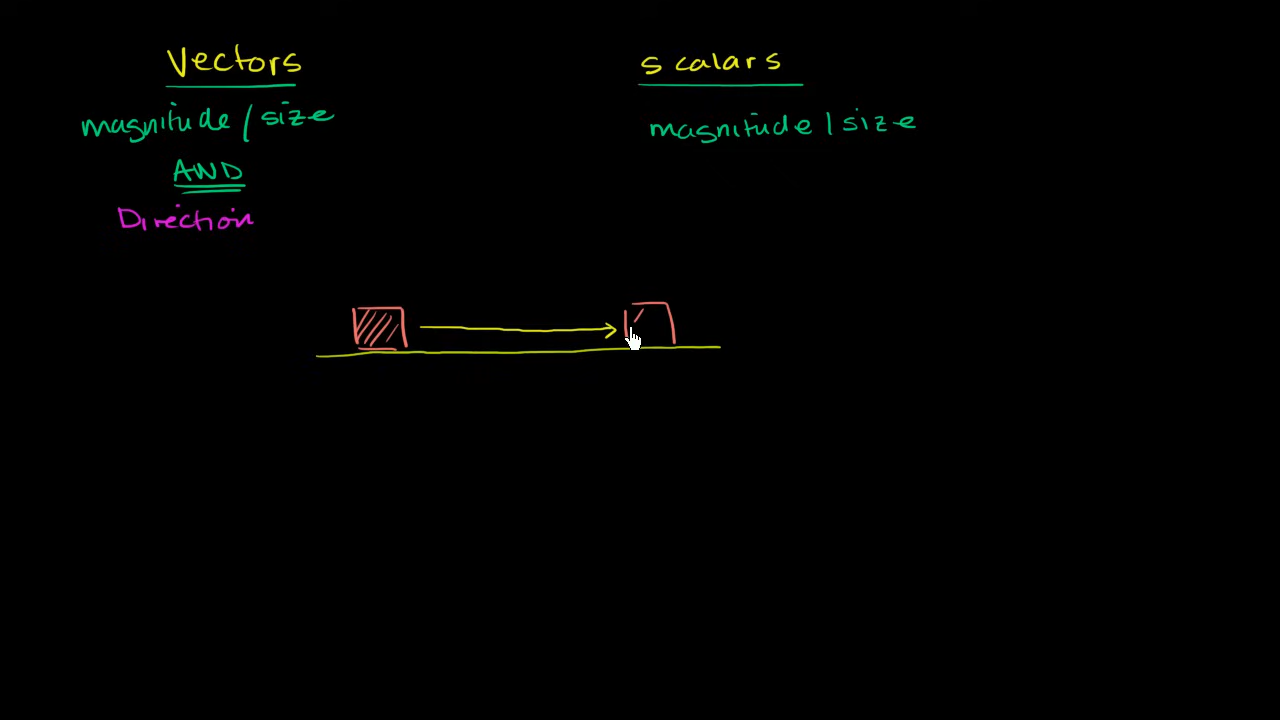 Vectors
magnitude / size
AND
Direction
scalars
magnitude / size